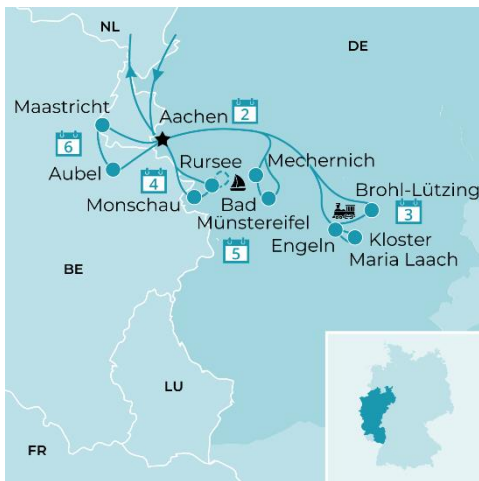 NL
DE
Maastricht
Aachen
2
6
Rursee
Mechernich
Aubel
4
Brohl-Lützing
Monschau
Bad
Münstereifel
3
Engeln
Kloster
Maria Laach
5
BE
LU
FR